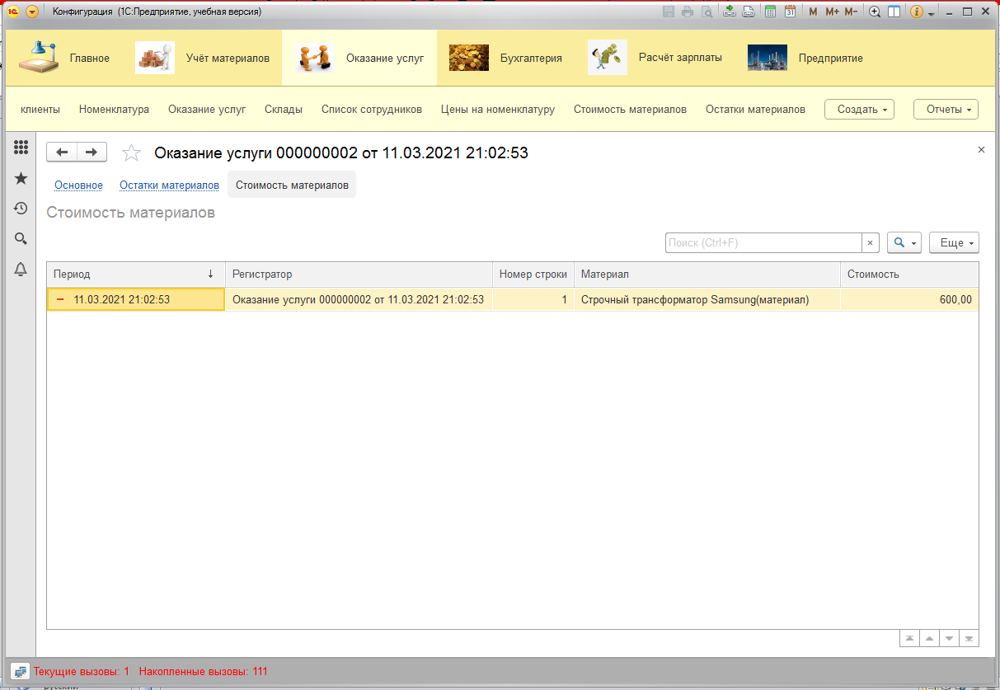 Конфигурация (1С:Предприятие, учебная версия)
M M+ M-
Главное Учёт материалов Оказание услуг Бухгалтерия Расчёт зарплаты Предприятие
клиенты Номенклатура Оказание услуг Склады Список сотрудников Цены на номенклатуру Стоимость материалов Остатки материалов Создать Отчеты
Оказание услуги 000000002 от 11.03.2021 21:02:53
Основное Остатки материалов Стоимость материалов
Стоимость материалов
Поиск (Ctrl+F) × Еще
Период ↓ Регистратор Номер строки Материал Стоимость
11.03.2021 21:02:53 Оказание услуги 000000002 от 11.03.2021 21:02:53 1 Строчный трансформатор Samsung(материал) 600,00
Текущие вызовы: 1 Накопленные вызовы: 111